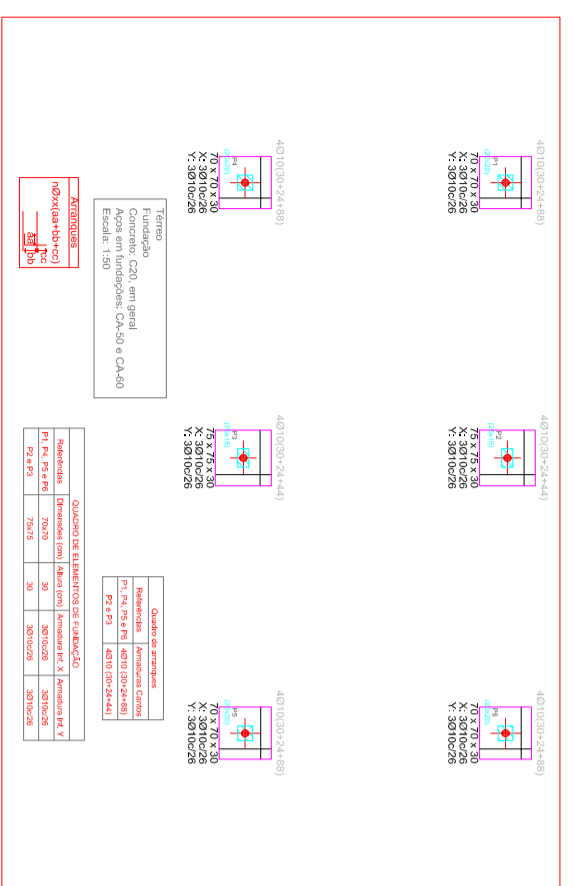 4Ø10(30+24+88)
P1
70 x 70 x 30
X: 3Ø10c/26
Y: 3Ø10c/26
4Ø10(30+24+44)
P2
75 x 75 x 30
X: 3Ø10c/26
Y: 3Ø10c/26
4Ø10(30+24+88)
P6
70 x 70 x 30
X: 3Ø10c/26
Y: 3Ø10c/26
4Ø10(30+24+88)
P4
70 x 70 x 30
X: 3Ø10c/26
Y: 3Ø10c/26
4Ø10(30+24+44)
P3
75 x 75 x 30
X: 3Ø10c/26
Y: 3Ø10c/26
4Ø10(30+24+88)
P5
70 x 70 x 30
X: 3Ø10c/26
Y: 3Ø10c/26
Térreo
Fundação
Concreto: C20, em geral
Aços em fundações: CA-50 e CA-60
Escala: 1:50
Quadro de arranques
Referências Armaduras Cantos
P1, P4, P5 e P6 4Ø10 (30+24+88)
P2 e P3 4Ø10 (30+24+44)
Arranques
nØxx(aa+bb+cc)
cc
aa bb
QUADRO DE ELEMENTOS DE FUNDAÇÃO
Referências Dimensões (cm) Altura (cm) Armadura Inf. X Armadura Inf. Y
P1, P4, P5 e P6 70x70 30 3Ø10c/26 3Ø10c/26
P2 e P3 75x75 30 3Ø10c/26 3Ø10c/26